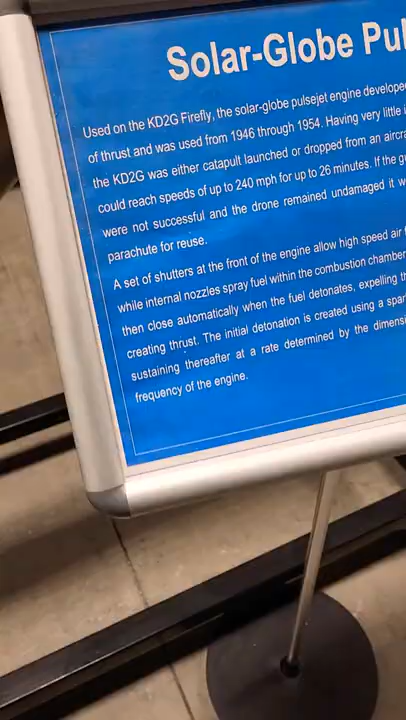 Solar-Globe Pul
Used on the KD2G Firefly, the solar-globe pulsejet engine develope
of thrust and was used from 1946 through 1954. Having very little i
the KD2G was either catapult launched or dropped from an aircra
could reach speeds of up to 240 mph for up to 26 minutes. If the gu
were not successful and the drone remained undamaged it w
parachute for reuse.
A set of shutters at the front of the engine allow high speed air
while internal nozzles spray fuel within the combustion chamber
then close automatically when the fuel detonates, expelling th
creating thrust. The initial detonation is created using a spar
sustaining thereafter at a rate determined by the dimensi
frequency of the engine.